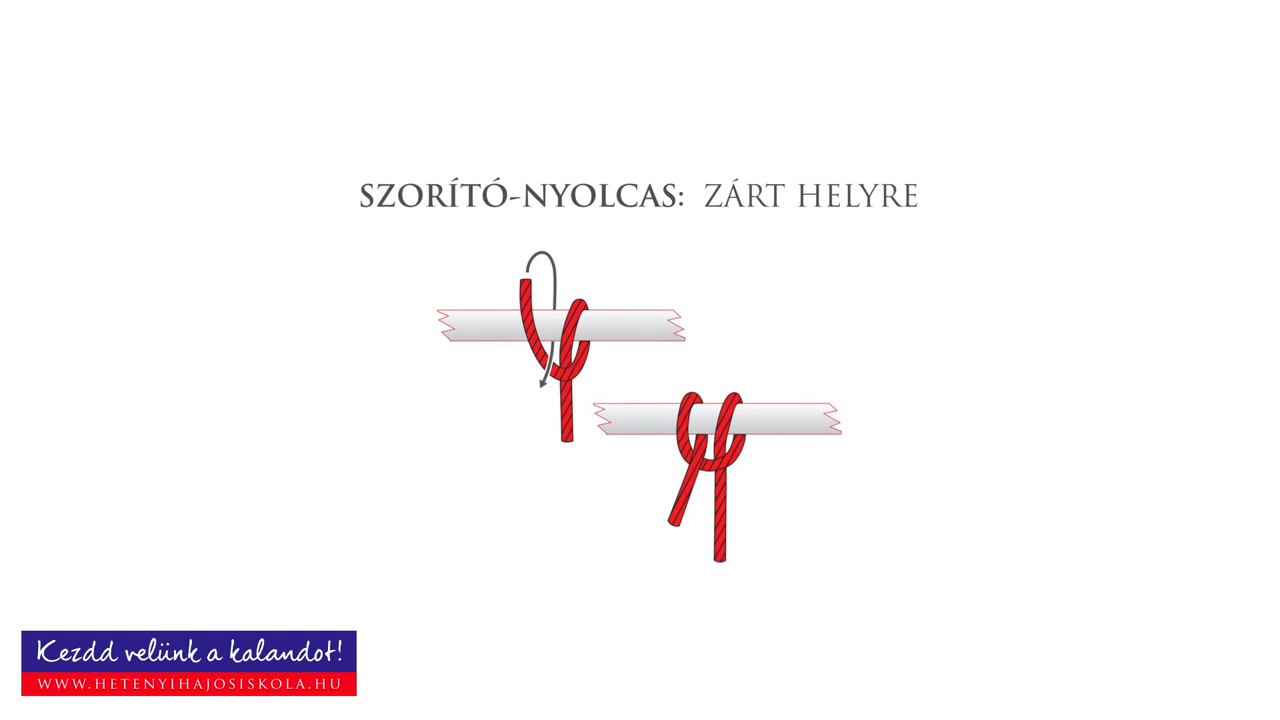 SZORÍTÓ-NYOLCAS: ZÁRT HELYRE
Kezdd velünk a kalandot!
WWW.HETENYIHAJOSISKOLA.HU